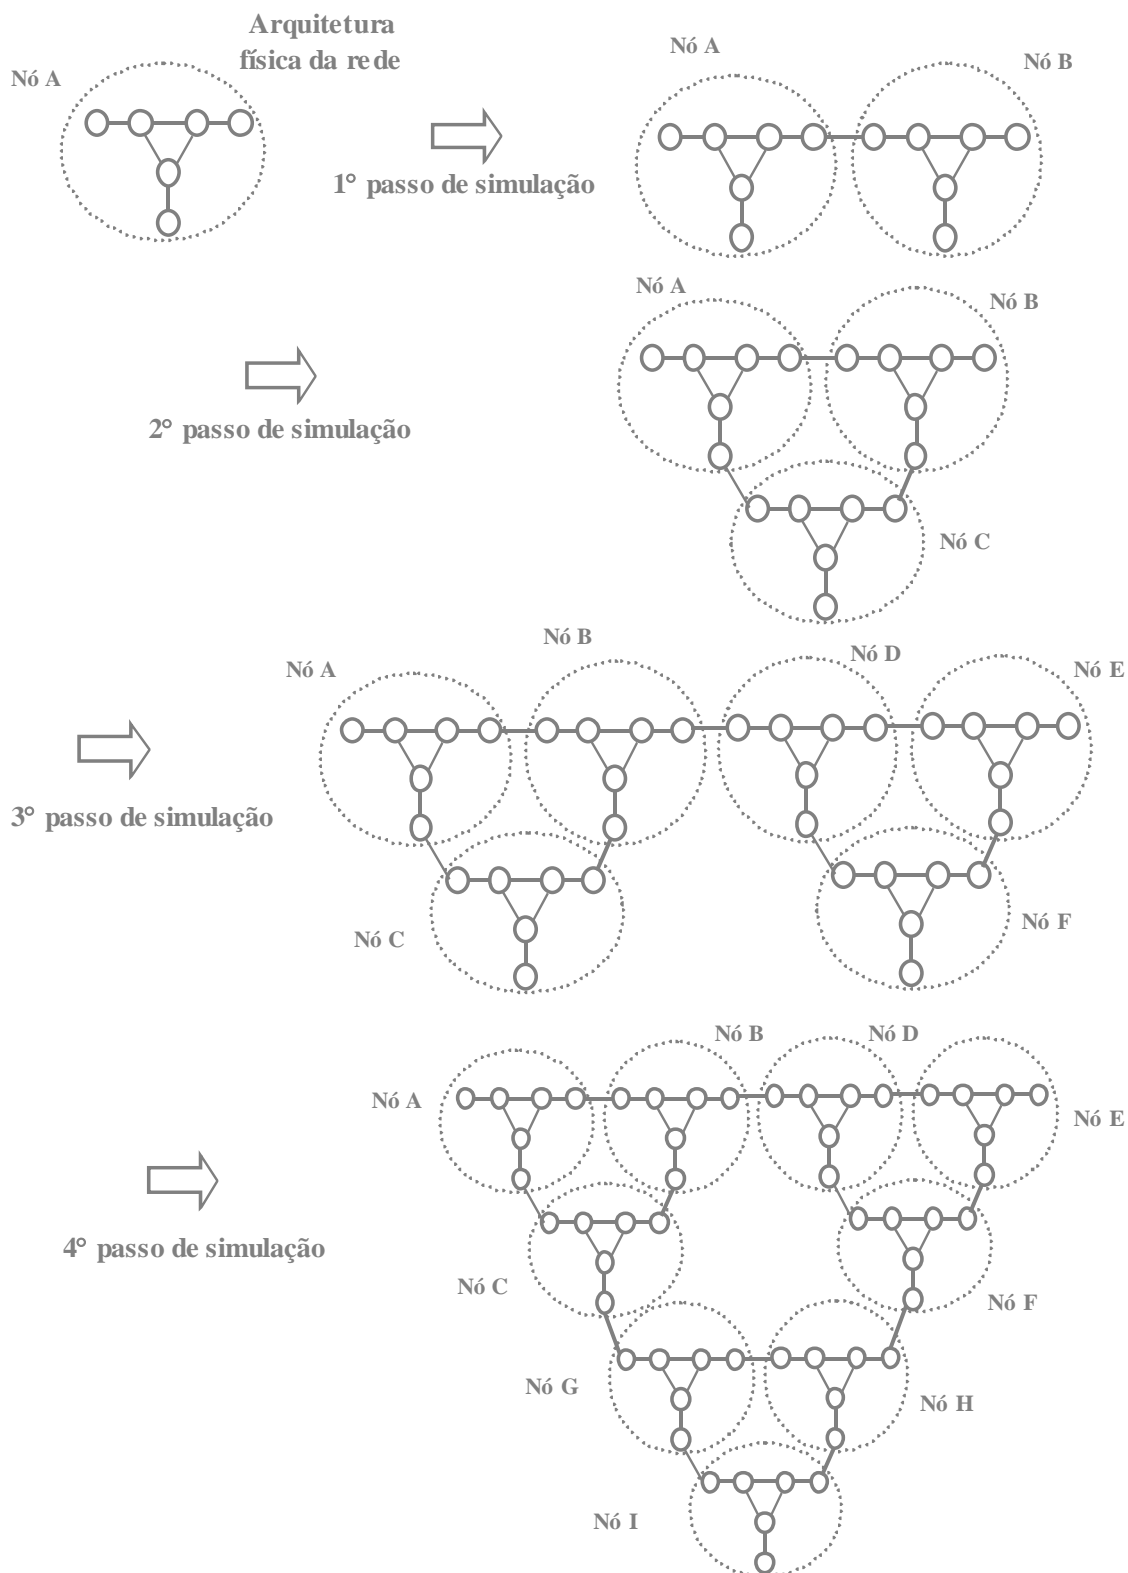 Arquitetura
física da rede
Nó A
Nó A
Nó B
1° passo de simulação
Nó A
Nó B
2° passo de simulação
Nó C
Nó A
Nó B
Nó D
Nó E
3° passo de simulação
Nó C
Nó F
Nó B
Nó D
Nó A
Nó E
4° passo de simulação
Nó C
Nó F
Nó G
Nó H
Nó I